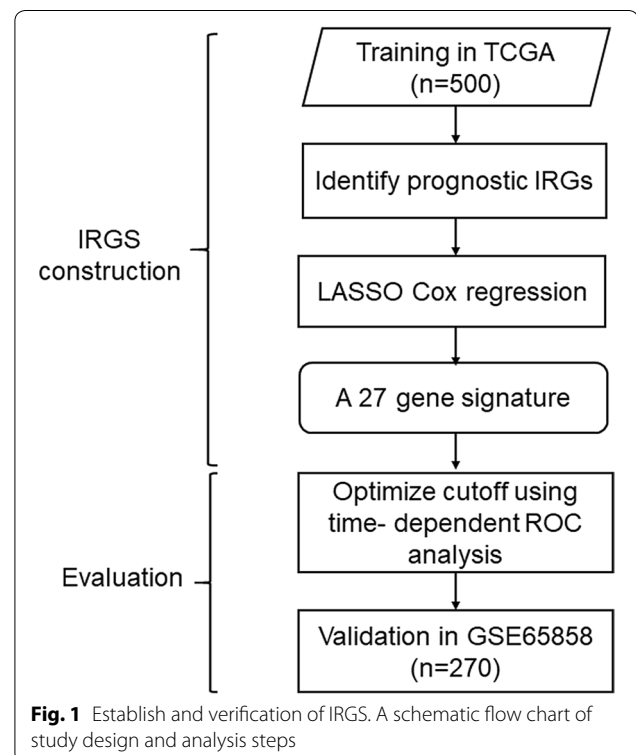 Training in TCGA
(n=500)
Identify prognostic IRGs
IRGS
construction
LASSO Cox regression
A 27 gene signature
Optimize cutoff using
time- dependent ROC
analysis
Evaluation
Validation in GSE65858
(n=270)
Fig. 1 Establish and verification of IRGS. A schematic flow chart of
study design and analysis steps